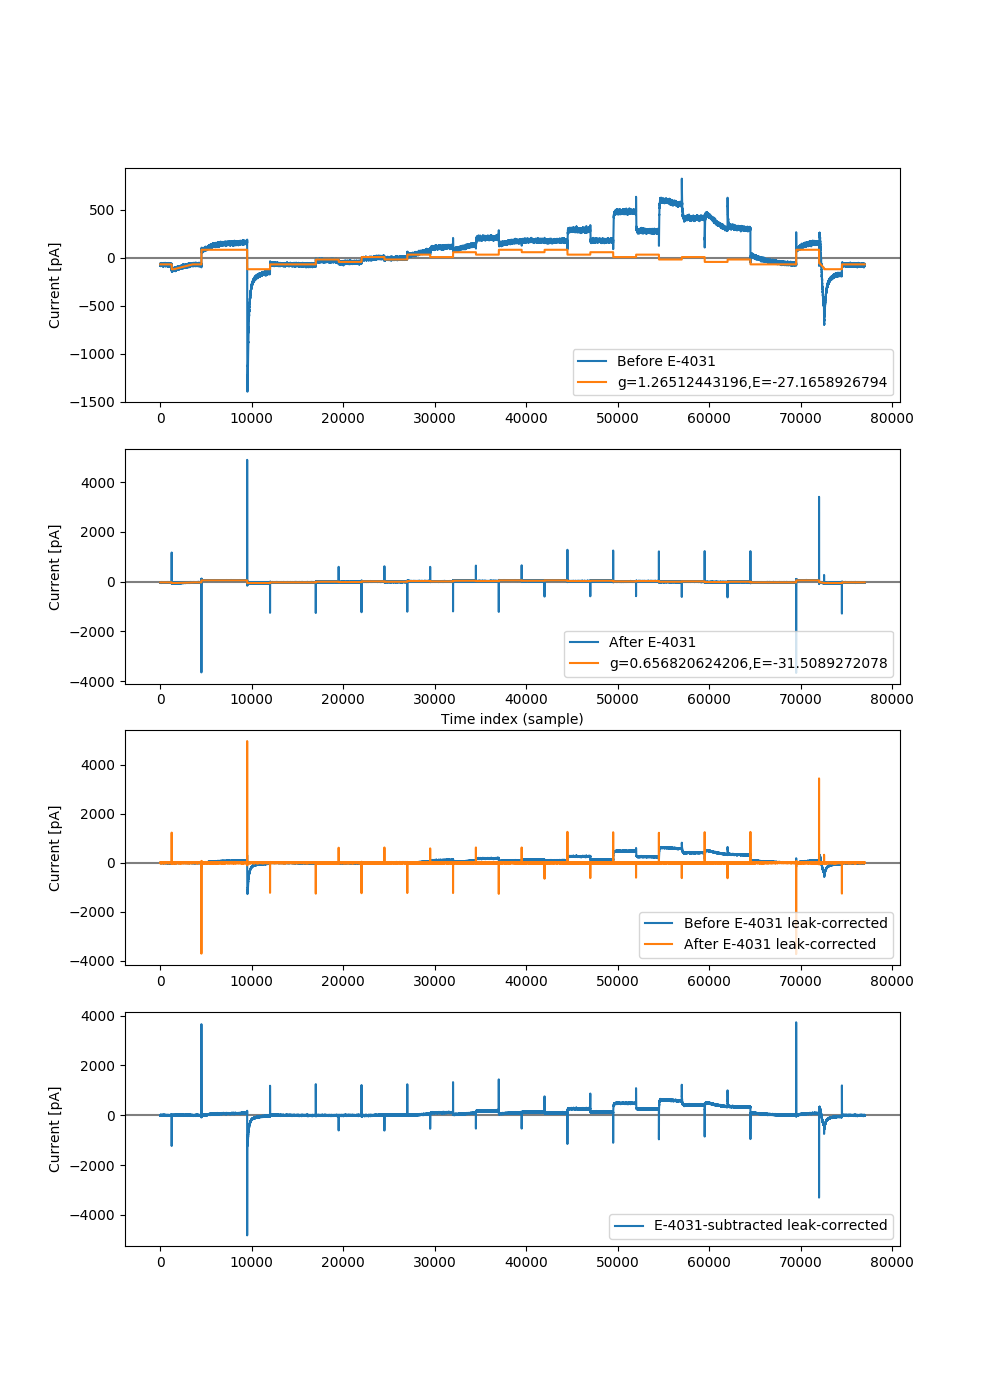 500
0
−500
−1000
−1500
Current [pA]
Before E-4031
g=1.26512443196,E=-27.1658926794
0 10000 20000 30000 40000 50000 60000 70000 80000
4000
2000
0
−2000
−4000
Current [pA]
After E-4031
g=0.656820624206,E=-31.5089272078
0 10000 20000 30000 40000 50000 60000 70000 80000
Time index (sample)
4000
2000
0
−2000
−4000
Current [pA]
Before E-4031 leak-corrected
After E-4031 leak-corrected
0 10000 20000 30000 40000 50000 60000 70000 80000
4000
2000
0
−2000
−4000
Current [pA]
E-4031-subtracted leak-corrected
0 10000 20000 30000 40000 50000 60000 70000 80000